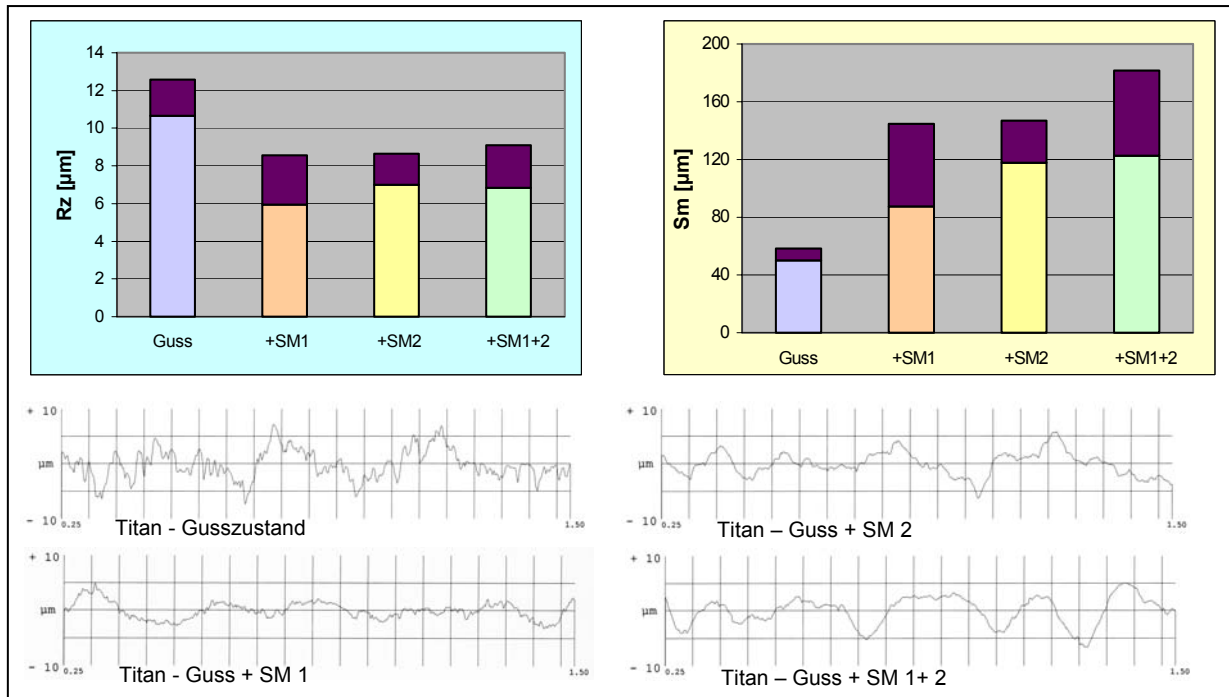 14
12
10
8
6
4
2
0
Rz [µm]
Guss +SM1 +SM2 +SM1+2
200
160
120
80
40
0
Sm [µm]
Guss +SM1 +SM2 +SM1+2
+ 10
µm
- 10
0.25
1.50
Titan - Gusszustand
+ 10
µm
- 10
0.25
1.50
Titan – Guss + SM 2
+ 10
µm
- 10
0.25
1.50
Titan - Guss + SM 1
+ 10
µm
- 10
0.25
1.50
Titan – Guss + SM 1+ 2